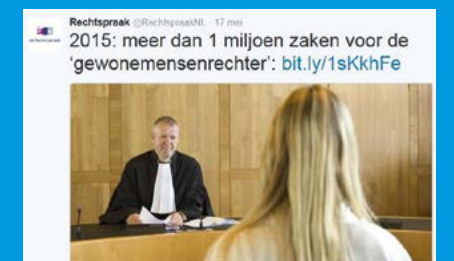 Rechtspraak @RechtspraakNL · 17 mei
2015: meer dan 1 miljoen zaken voor de
‘gewonemensenrechter’: bit.ly/1sKkhFe